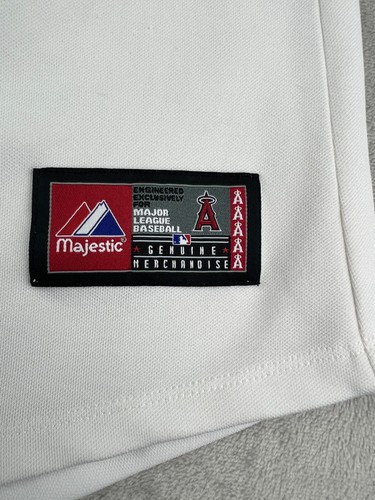 Majestic
ENGINEERED
EXCLUSIVELY
FOR
MAJOR
LEAGUE
BASEBALL
GENUINE
MERCHANDISE
A
A
A
A
A
A